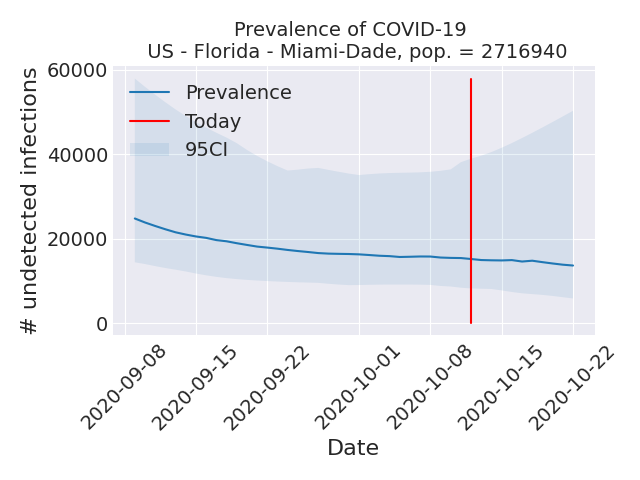 Prevalence of COVID-19
US - Florida - Miami-Dade, pop. = 2716940
# undetected infections
60000
40000
20000
0
Prevalence
Today
95CI
2020-09-08
2020-09-15
2020-09-22
2020-10-01
2020-10-08
2020-10-15
2020-10-22
Date